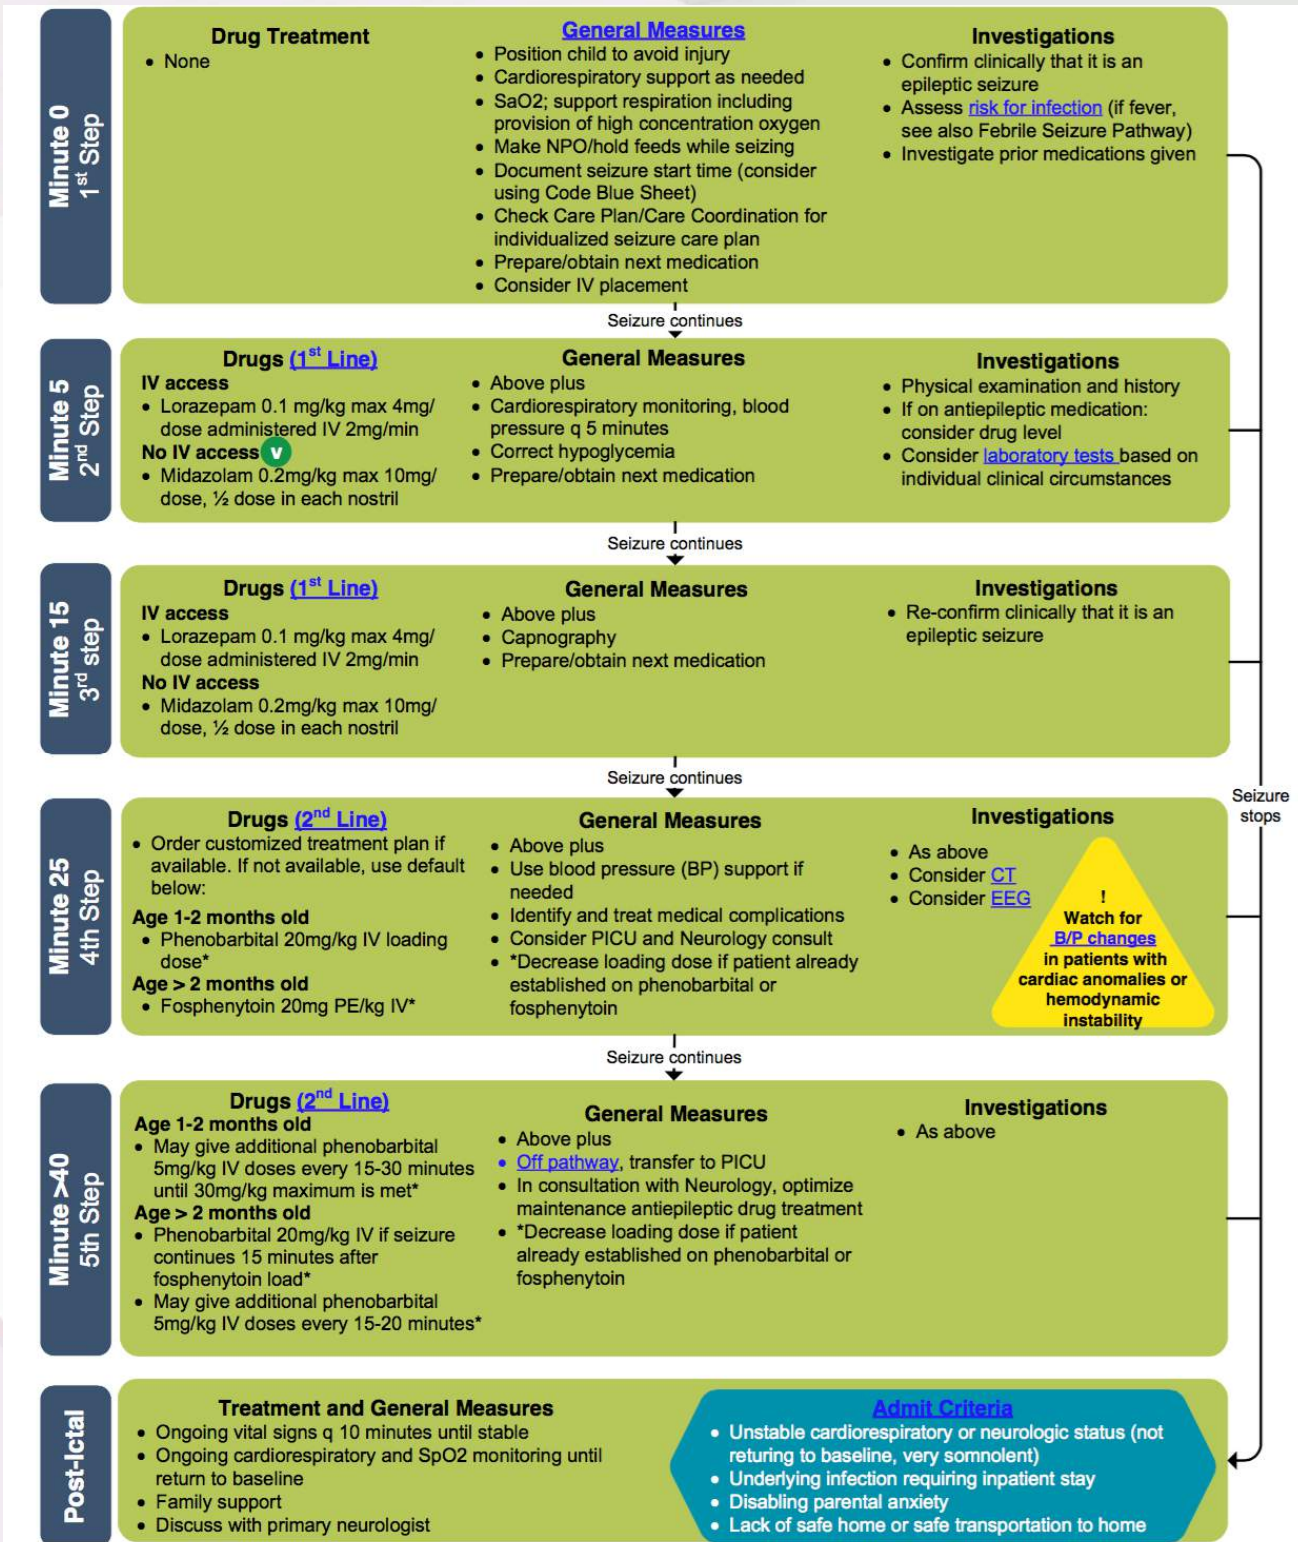 Minute 0
1st Step
Drug Treatment
• None
General Measures
• Position child to avoid injury
• Cardiorespiratory support as needed
• SaO2; support respiration including
provision of high concentration oxygen
• Make NPO/hold feeds while seizing
• Document seizure start time (consider
using Code Blue Sheet)
• Check Care Plan/Care Coordination for
individualized seizure care plan
• Prepare/obtain next medication
• Consider IV placement
Investigations
• Confirm clinically that it is an
epileptic seizure
• Assess risk for infection (if fever,
see also Febrile Seizure Pathway)
• Investigate prior medications given
Seizure continues
Minute 5
2nd Step
Drugs (1st Line)
IV access
• Lorazepam 0.1 mg/kg max 4mg/
dose administered IV 2mg/min
No IV access V
• Midazolam 0.2mg/kg max 10mg/
dose, ½ dose in each nostril
General Measures
• Above plus
• Cardiorespiratory monitoring, blood
pressure q 5 minutes
• Correct hypoglycemia
• Prepare/obtain next medication
Investigations
• Physical examination and history
• If on antiepileptic medication:
consider drug level
• Consider laboratory tests based on
individual clinical circumstances
Seizure continues
Minute 15
3rd step
Drugs (1st Line)
IV access
• Lorazepam 0.1 mg/kg max 4mg/
dose administered IV 2mg/min
No IV access
• Midazolam 0.2mg/kg max 10mg/
dose, ½ dose in each nostril
General Measures
• Above plus
• Capnography
• Prepare/obtain next medication
Investigations
• Re-confirm clinically that it is an
epileptic seizure
Seizure continues
Seizure
stops
Minute 25
4th Step
Drugs (2nd Line)
• Order customized treatment plan if
available. If not available, use default
below:
Age 1-2 months old
• Phenobarbital 20mg/kg IV loading
dose*
Age > 2 months old
• Fosphenytoin 20mg PE/kg IV*
General Measures
• Above plus
• Use blood pressure (BP) support if
needed
• Identify and treat medical complications
• Consider PICU and Neurology consult
• *Decrease loading dose if patient already
established on phenobarbital or
fosphenytoin
Investigations
• As above
• Consider CT
• Consider EEG
!
Watch for
B/P changes
in patients with
cardiac anomalies or
hemodynamic
instability
Seizure continues
Minute >40
5th Step
Drugs (2nd Line)
Age 1-2 months old
• May give additional phenobarbital
5mg/kg IV doses every 15-30 minutes
until 30mg/kg maximum is met*
Age > 2 months old
• Phenobarbital 20mg/kg IV if seizure
continues 15 minutes after
fosphenytoin load*
• May give additional phenobarbital
5mg/kg IV doses every 15-20 minutes*
General Measures
• Above plus
• Off pathway, transfer to PICU
• In consultation with Neurology, optimize
maintenance antiepileptic drug treatment
• *Decrease loading dose if patient
already established on phenobarbital or
fosphenytoin
Investigations
• As above
Post-Ictal
Treatment and General Measures
• Ongoing vital signs q 10 minutes until stable
• Ongoing cardiorespiratory and SpO2 monitoring until
return to baseline
• Family support
• Discuss with primary neurologist
Admit Criteria
• Unstable cardiorespiratory or neurologic status (not
returing to baseline, very somnolent)
• Underlying infection requiring inpatient stay
• Disabling parental anxiety
• Lack of safe home or safe transportation to home